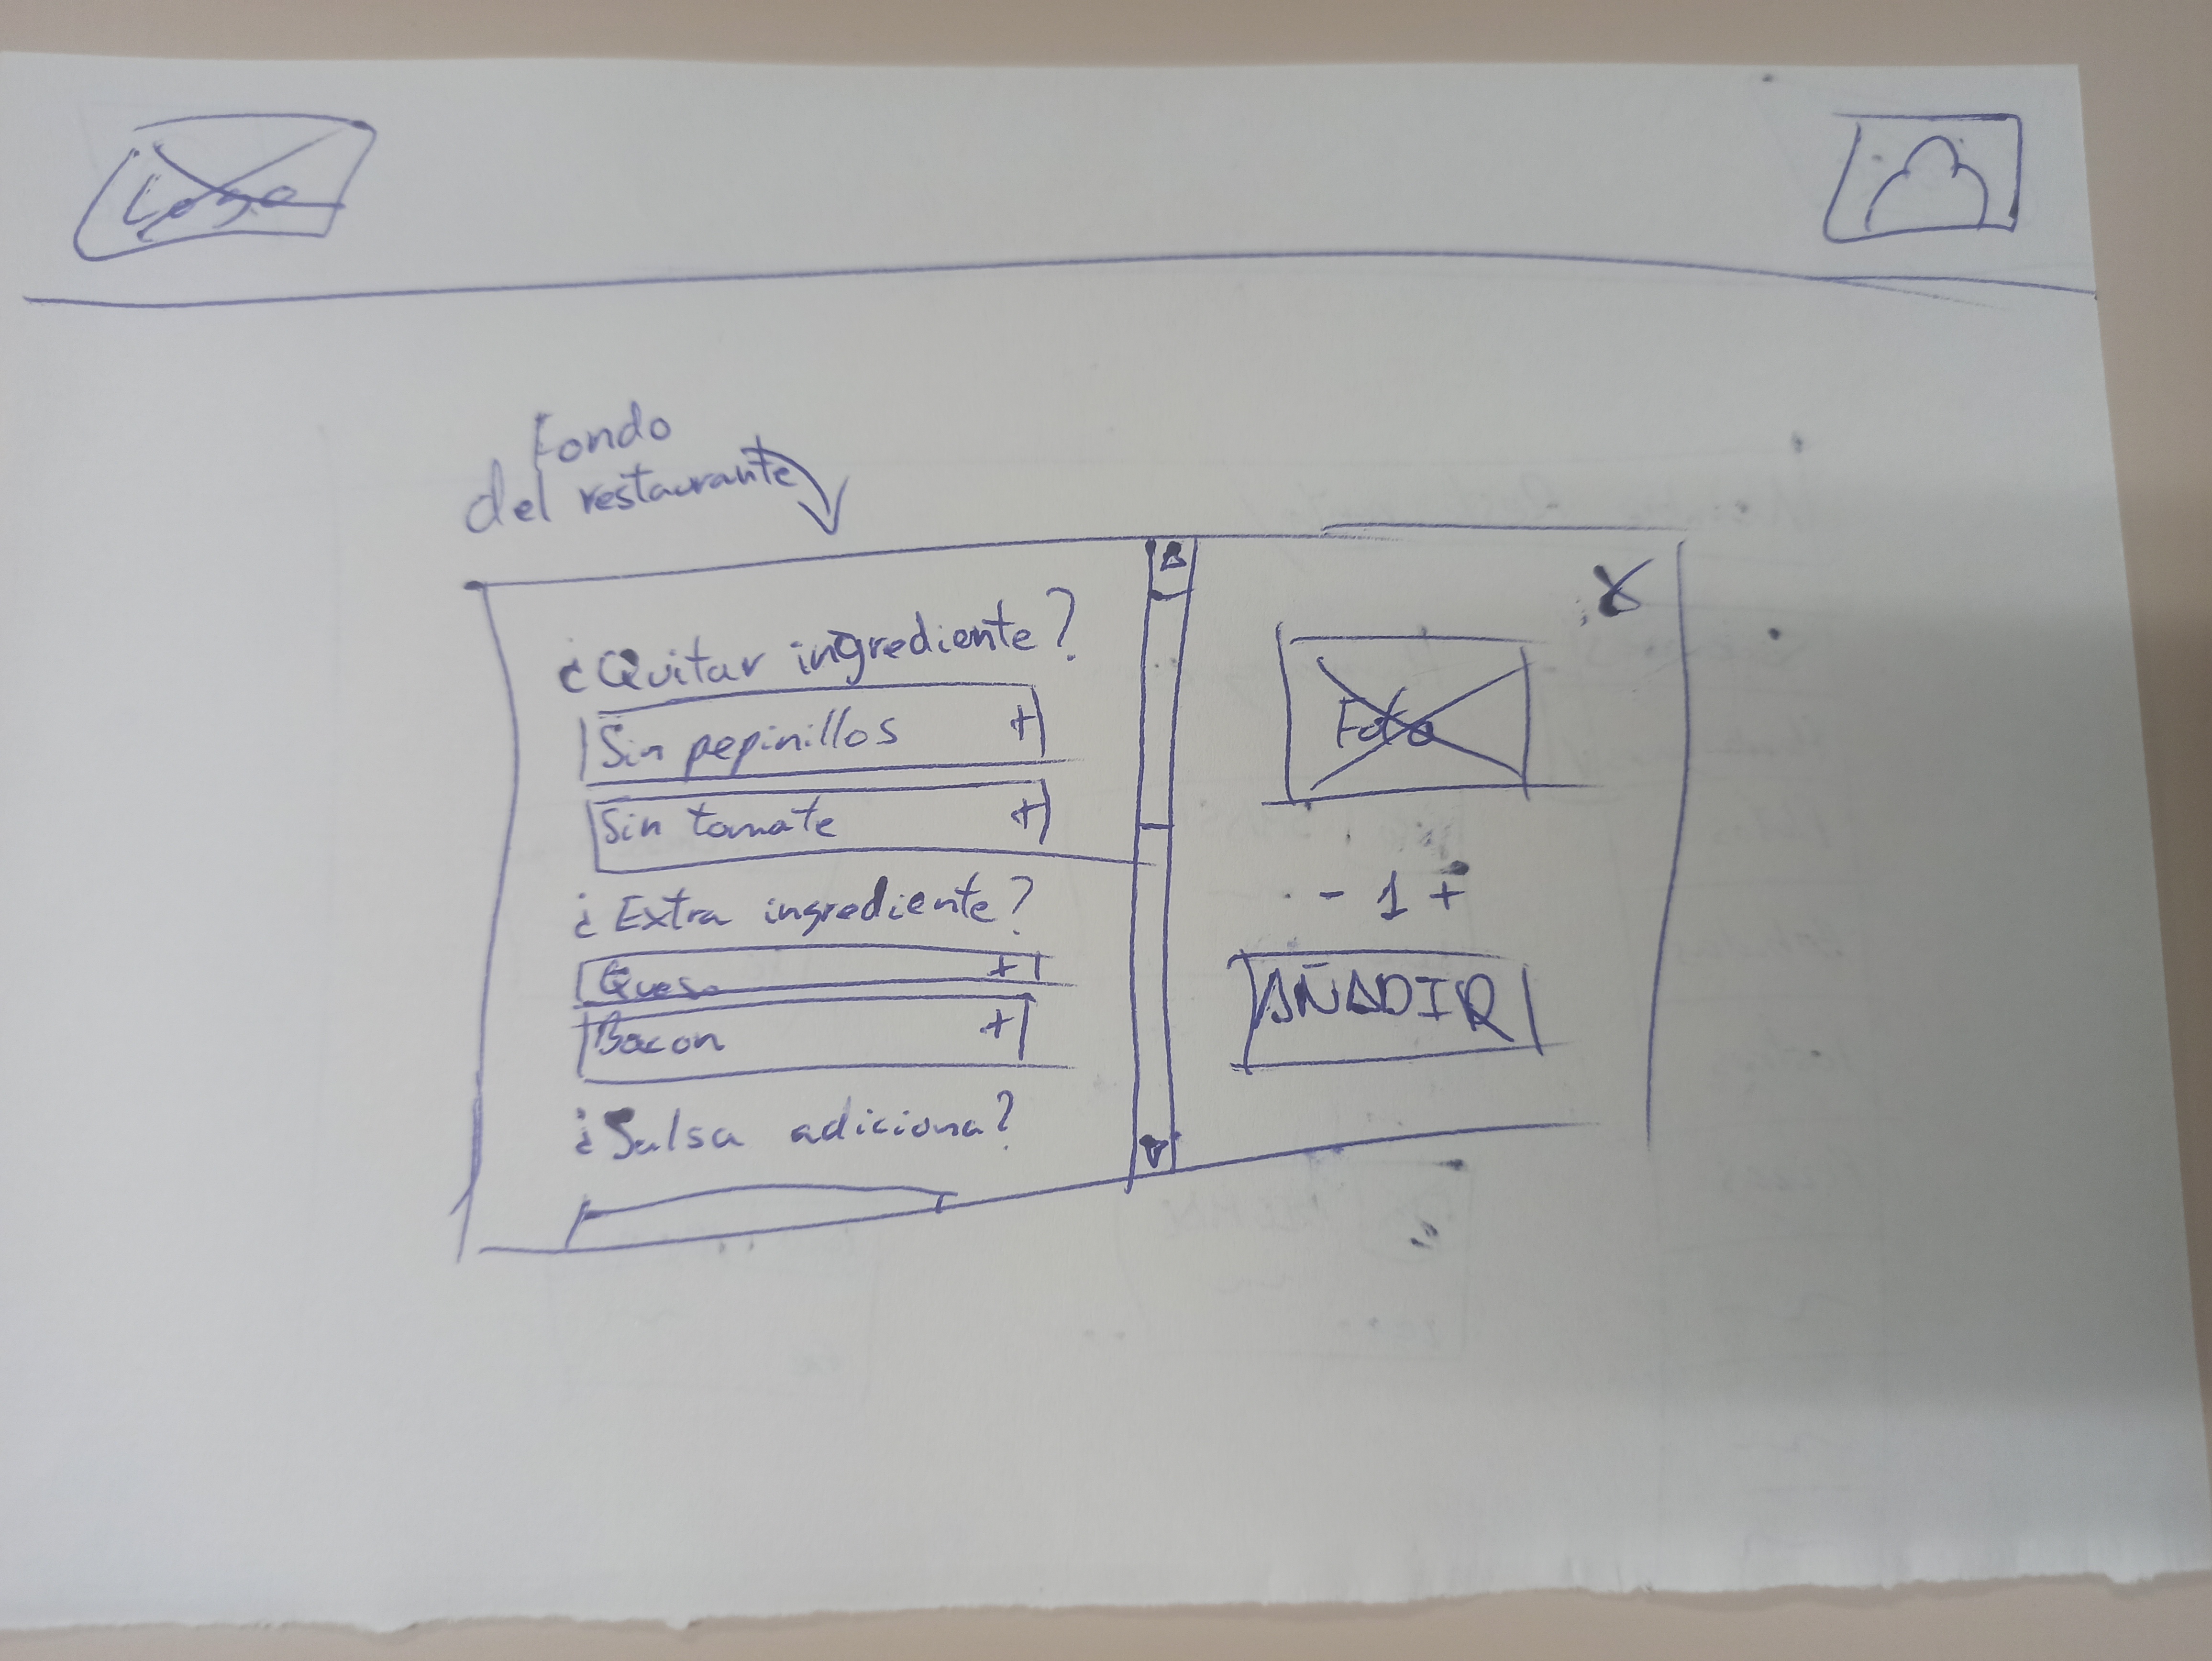 Logo
Fondo
del restaurante
¿Quitar ingrediente?
Sin pepinillos +
Sin tomate +
¿Extra ingrediente?
Queso +
Bacon +
¿Salsa adiciona?
X
Foto
- 1 +
AÑADIR